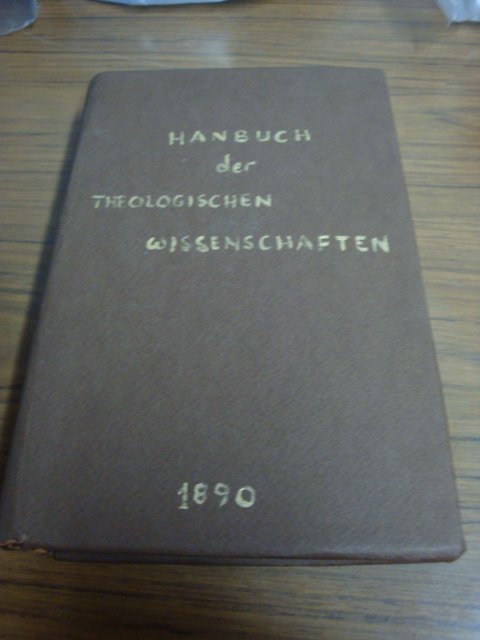 HANBUCH
der
THEOLOGISCHEN
WISSENSCHAFTEN
1890